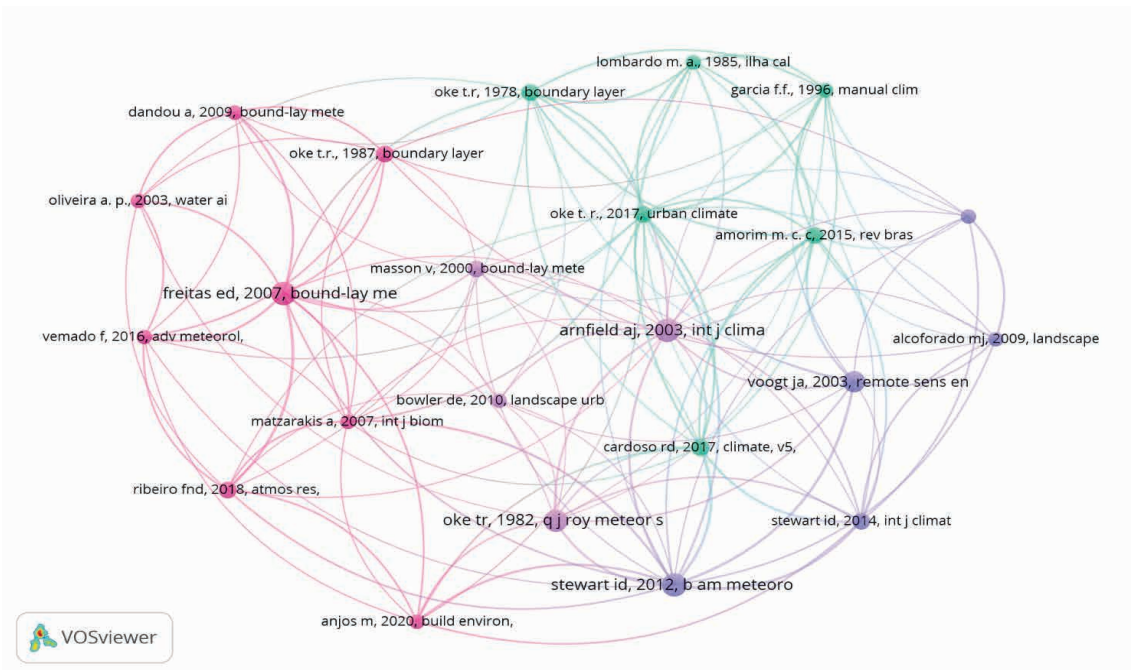 lombardo m. a., 1985, ilha cal
oke t.r, 1978, boundary layer
garcia f.f., 1996, manual clim
dandou a, 2009, bound-lay mete
oke t.r., 1987, boundary layer
oliveira a. p., 2003, water ai
oke t. r., 2017, urban climate
amorim m. c. c, 2015, rev bras
masson v, 2000, bound-lay mete
freitas ed, 2007, bound-lay me
arnfield aj, 2003, int j clima
vemado f, 2016, adv meteorol,
alcoforado mj, 2009, landscape
voogt ja, 2003, remote sens en
bowler de, 2010, landscape urb
matzarakis a, 2007, int j biom
cardoso rd, 2017, climate, v5,
ribeiro fnd, 2018, atmos res,
oke tr, 1982, q j roy meteor s
stewart id, 2014, int j climat
stewart id, 2012, b am meteoro
anjos m, 2020, build environ,
VOSviewer